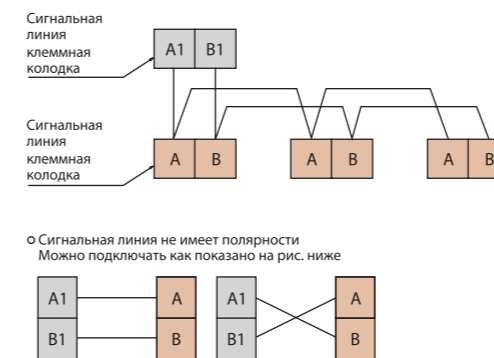 Сигнальная
линия
клеммная
колодка
A1 B1
Сигнальная
линия
клеммная
колодка
A B A B A B
Сигнальная линия не имеет полярности
Можно подключать как показано на рис. ниже
A1 A A1 A
B1 B B1 B